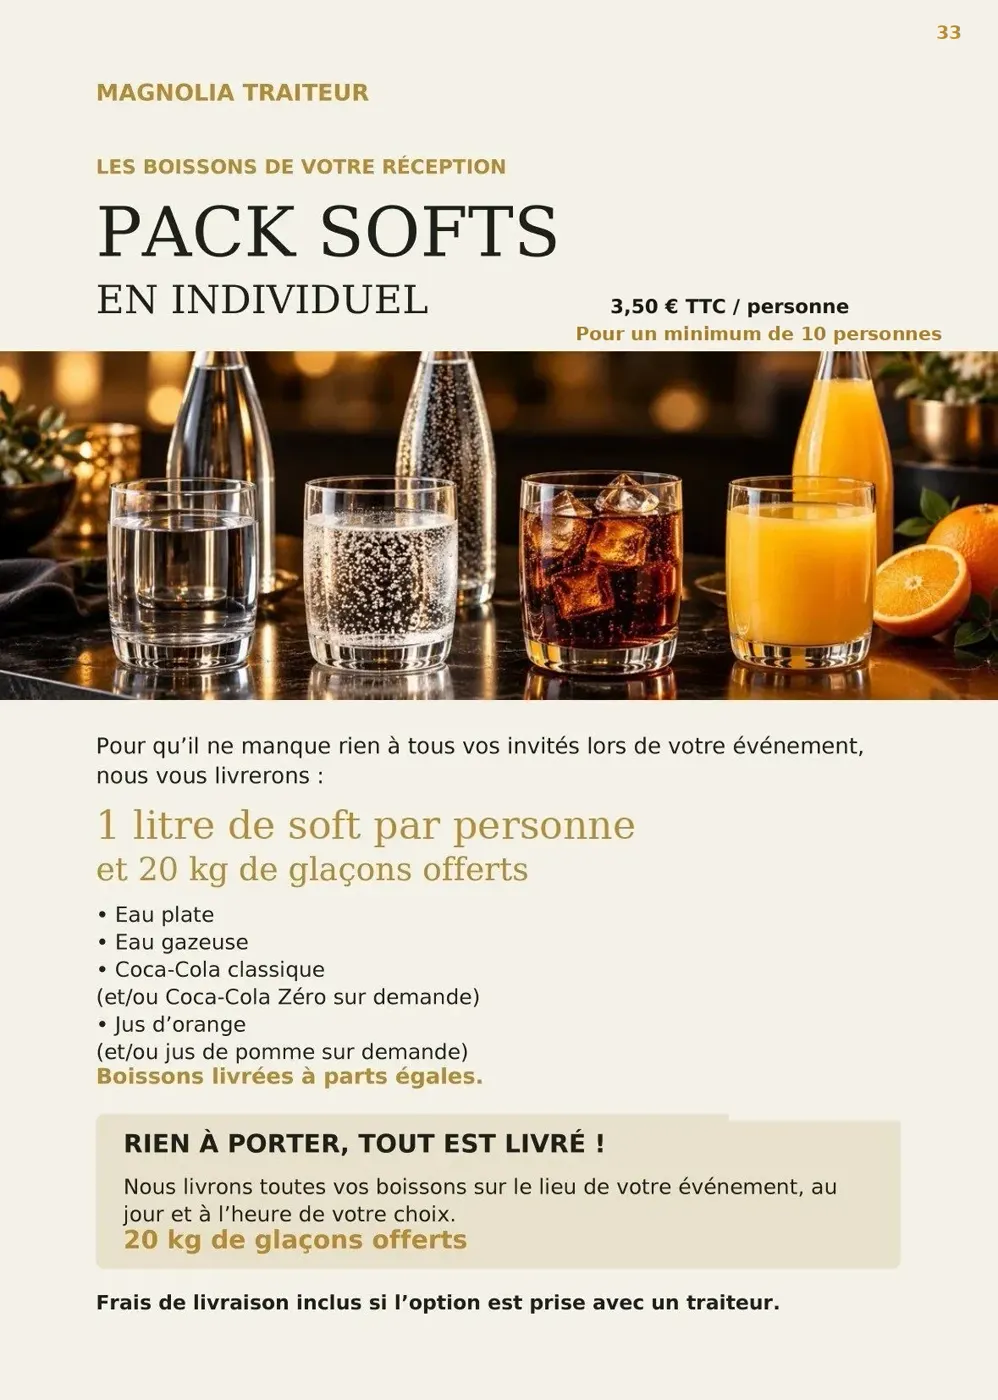 33
MAGNOLIA TRAITEUR
LES BOISSONS DE VOTRE RÉCEPTION
PACK SOFTS
EN INDIVIDUEL
3,50 € TTC / personne
Pour un minimum de 10 personnes
Pour qu’il ne manque rien à tous vos invités lors de votre événement,
nous vous livrerons :
1 litre de soft par personne
et 20 kg de glaçons offerts
• Eau plate
• Eau gazeuse
• Coca-Cola classique
(et/ou Coca-Cola Zéro sur demande)
• Jus d’orange
(et/ou jus de pomme sur demande)
Boissons livrées à parts égales.
RIEN À PORTER, TOUT EST LIVRÉ !
Nous livrons toutes vos boissons sur le lieu de votre événement, au
jour et à l’heure de votre choix.
20 kg de glaçons offerts
Frais de livraison inclus si l’option est prise avec un traiteur.